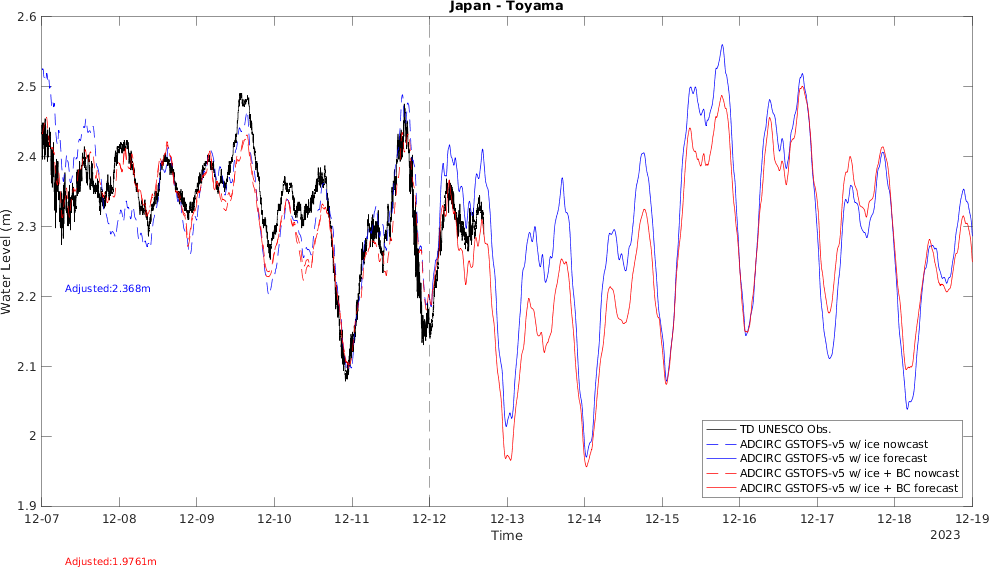 Japan - Toyama
2.6
2.5
2.4
2.3
2.2
2.1
2
1.9
Water Level (m)
Adjusted:2.368m
TD UNESCO Obs.
ADCIRC GSTOFS-v5 w/ ice nowcast
ADCIRC GSTOFS-v5 w/ ice forecast
ADCIRC GSTOFS-v5 w/ ice + BC nowcast
ADCIRC GSTOFS-v5 w/ ice + BC forecast
12-07 12-08 12-09 12-10 12-11 12-12 12-13 12-14 12-15 12-16 12-17 12-18 12-19
Time
2023
Adjusted:1.9761m